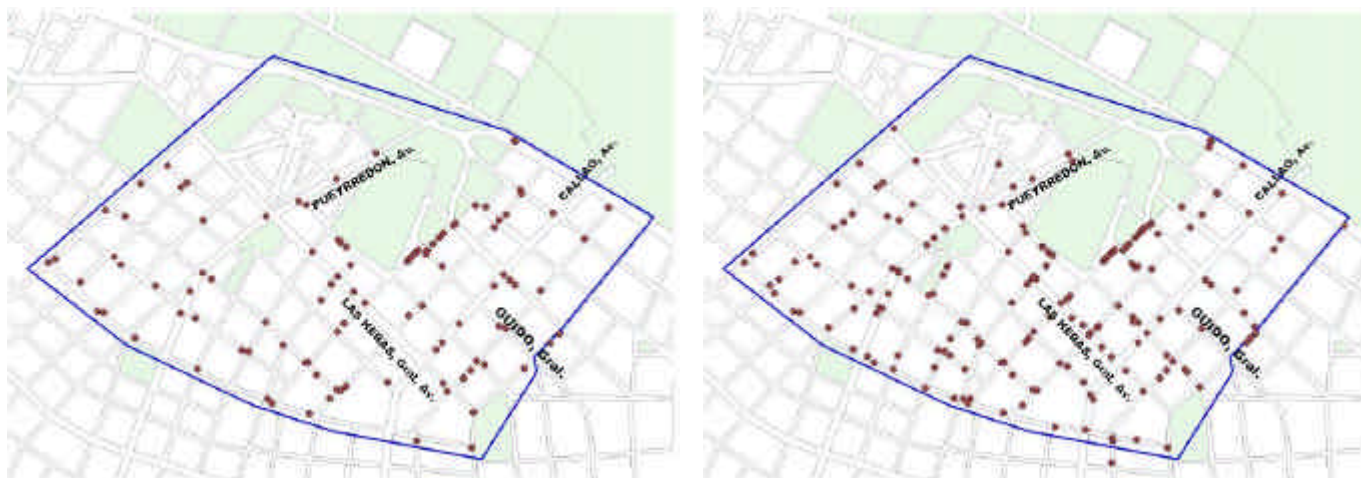 PUEYRREDON, Av.
CALLAO, Av.
LAS HERAS, Gral. Av.
GUIDO, Gral.
PUEYRREDON, Av.
CALLAO, Av.
LAS HERAS, Gral. Av.
GUIDO, Gral.